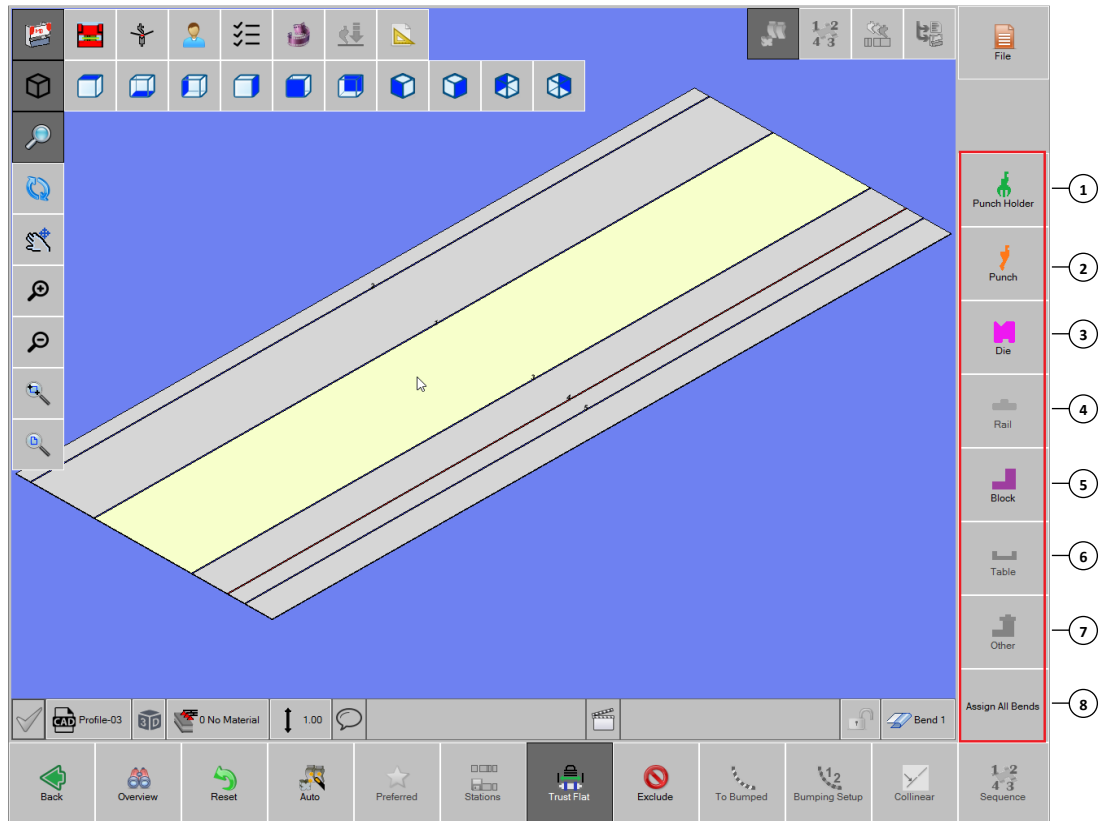 File
1
Punch Holder
2
Punch
3
Die
4
Rail
5
Block
6
Table
7
Other
8
Assign All Bends
CAD Profile-03
3D
0 No Material
1.00
Bend 1
Back
Overview
Reset
Auto
Preferred
Stations
Trust Flat
Exclude
To Bumped
Bumping Setup
Collinear
Sequence